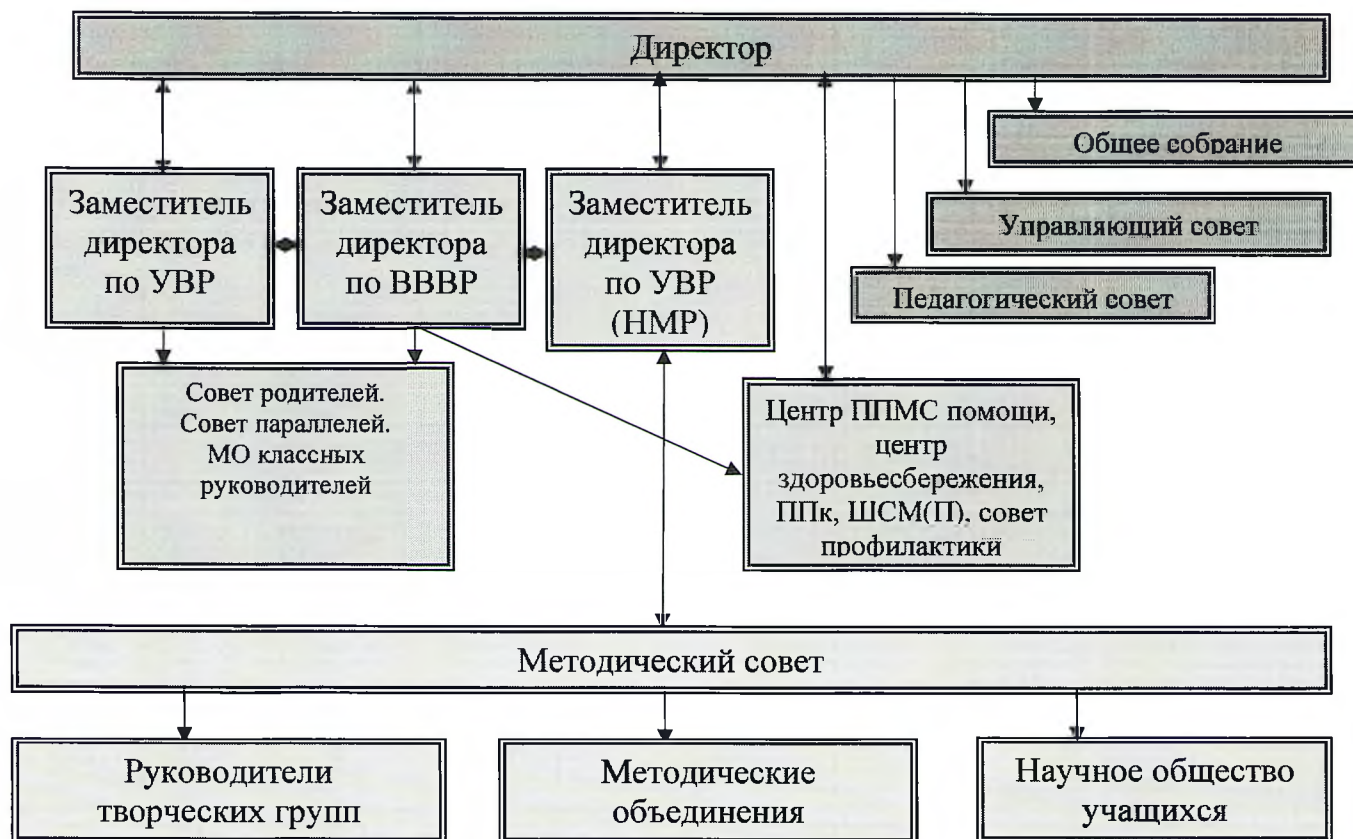 Директор
Общее собрание
Управляющий совет
Педагогический совет
Заместитель
директора
по УВР
Заместитель
директора
по ВВВР
Заместитель
директора
по УВР
(НМР)
Совет родителей.
Совет параллелей.
МО классных
руководителей
Центр ППМС помощи,
центр
здоровьесбережения,
ППк, ШСМ(П), совет
профилактики
Методический совет
Руководители
творческих групп
Методические
объединения
Научное общество
учащихся